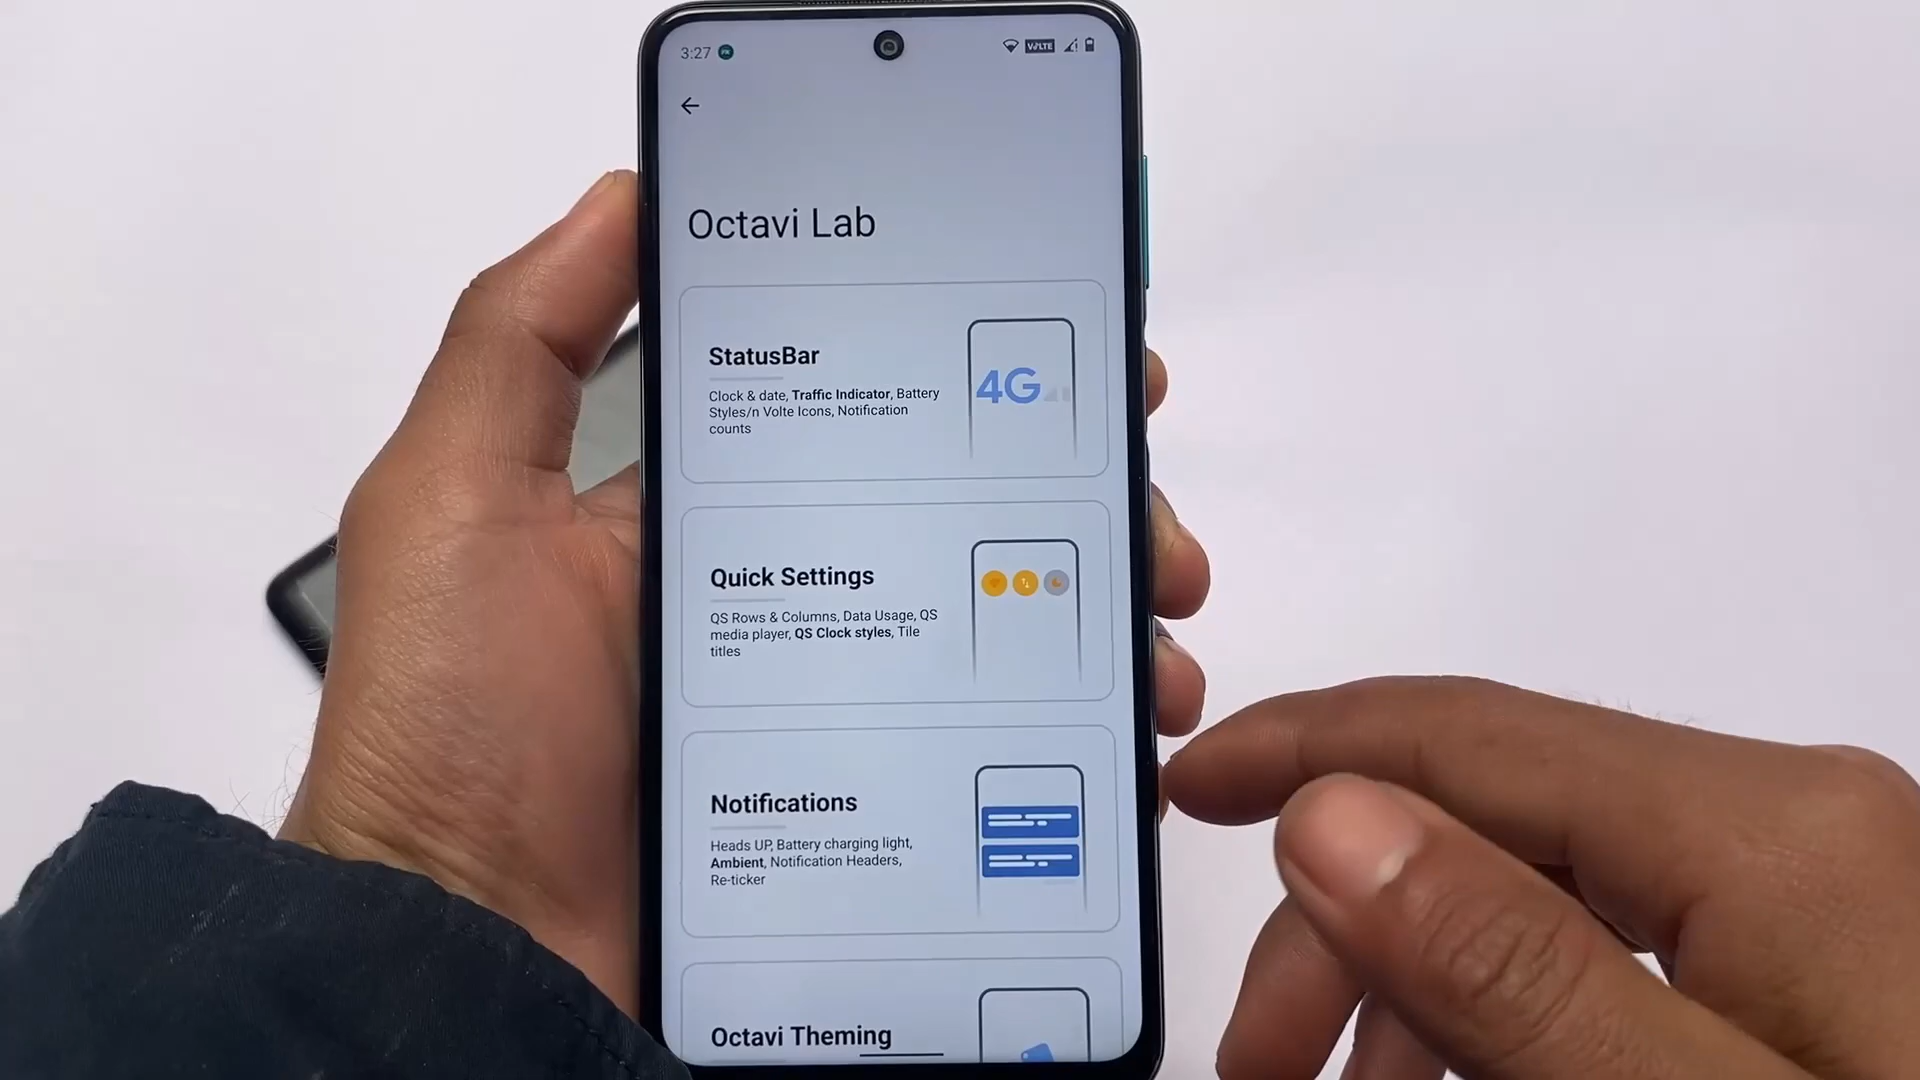 3:27
VoLTE
Octavi Lab
StatusBar
Clock & date, Traffic Indicator, Battery
Styles/n Volte Icons, Notification
counts
4G
Quick Settings
QS Rows & Columns, Data Usage, QS
media player, QS Clock styles, Tile
titles
Notifications
Heads UP, Battery charging light,
Ambient, Notification Headers,
Re-ticker
Octavi Theming